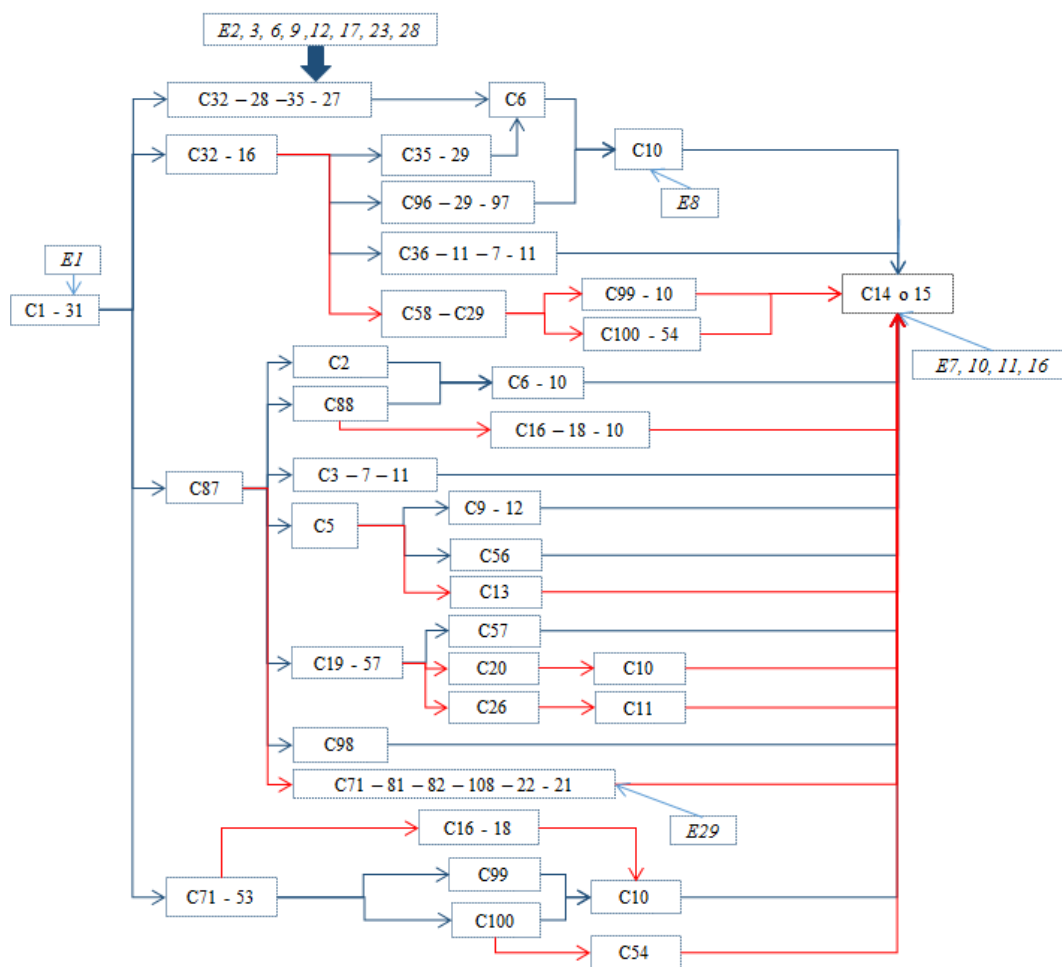 E2, 3, 6, 9 ,12, 17, 23, 28
C32 – 28 –35 - 27
C6
C32 - 16
C35 - 29
C10
C96 – 29 - 97
E8
C36 – 11 – 7 - 11
E1
C1 - 31
C99 - 10
C14 o 15
C58 – C29
C100 - 54
C2
E7, 10, 11, 16
C6 - 10
C88
C16 – 18 - 10
C3 – 7 – 11
C87
C9 - 12
C5
C56
C13
C57
C19 - 57
C20
C10
C26
C11
C98
C71 – 81 – 82 – 108 – 22 - 21
C16 - 18
E29
C99
C71 - 53
C10
C100
C54